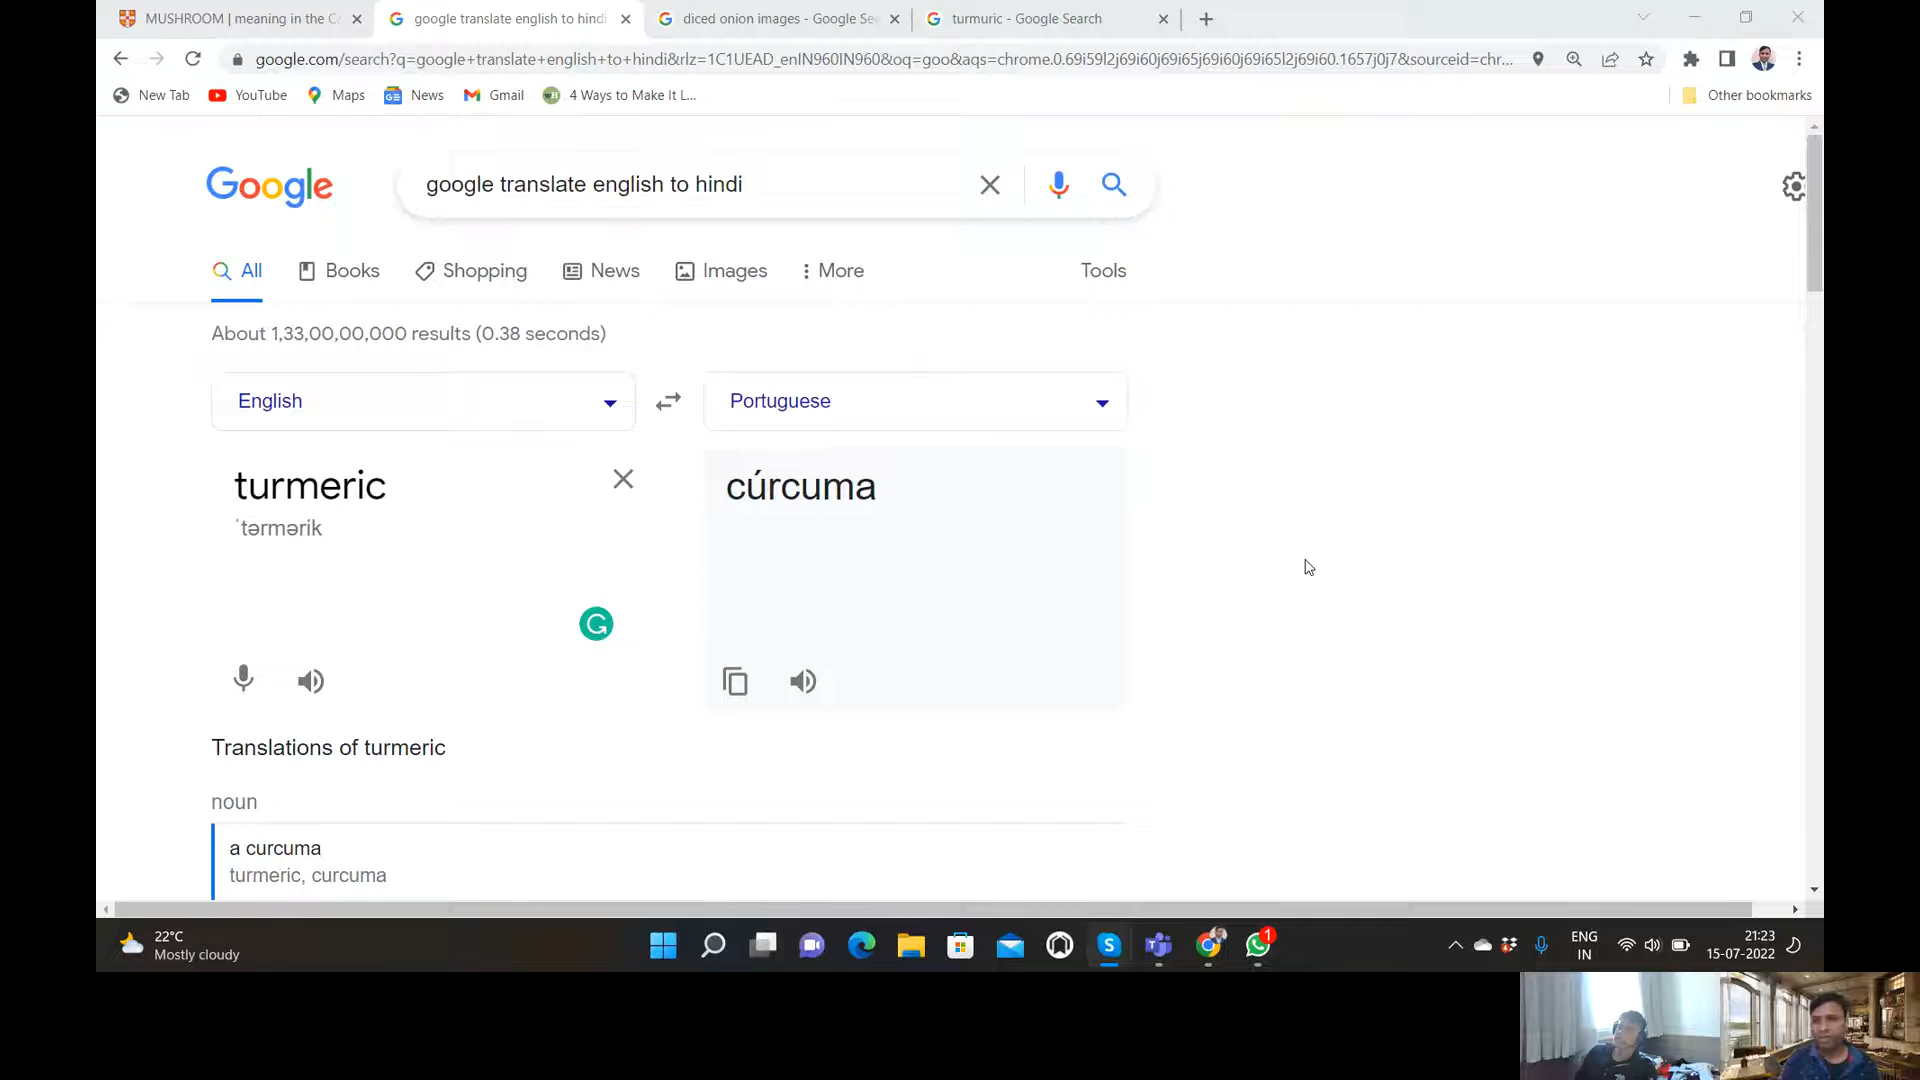 MUSHROOM | meaning in the Ca
google translate english to hindi
diced onion images - Google Se
turmuric - Google Search
google.com/search?q=google+translate+english+to+hindi&rlz=1C1UEAD_enIN960IN960&oq=goo&aqs=chrome.0.69i59l2j69i60j69i65j69i60j69i65l2j69i60.1657j0j7&sourceid=chr...
New Tab
YouTube
Maps
News
Gmail
4 Ways to Make It L...
Other bookmarks
Google
google translate english to hindi
All
Books
Shopping
News
Images
More
Tools
About 1,33,00,00,000 results (0.38 seconds)
English
Portuguese
turmeric
cúrcuma
ˈtərmərik
Translations of turmeric
noun
a curcuma
turmeric, curcuma
22°C
Mostly cloudy
1
ENG
IN
21:23
15-07-2022